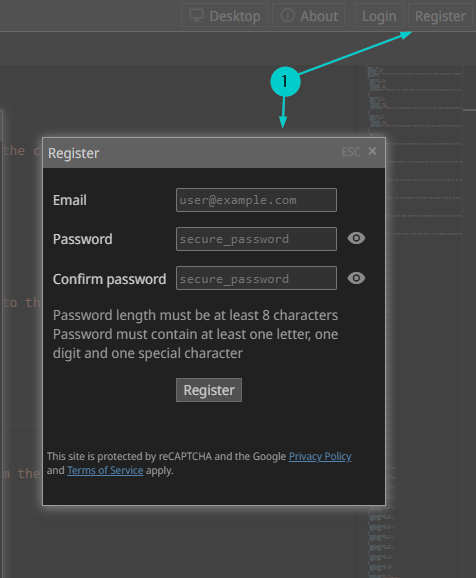 Desktop About Login Register
1
the c
Register ESC ×
Email user@example.com
Password secure_password
Confirm password secure_password
to th
Password length must be at least 8 characters
Password must contain at least one letter, one
digit and one special character
Register
This site is protected by reCAPTCHA and the Google Privacy Policy
and Terms of Service apply.
m the